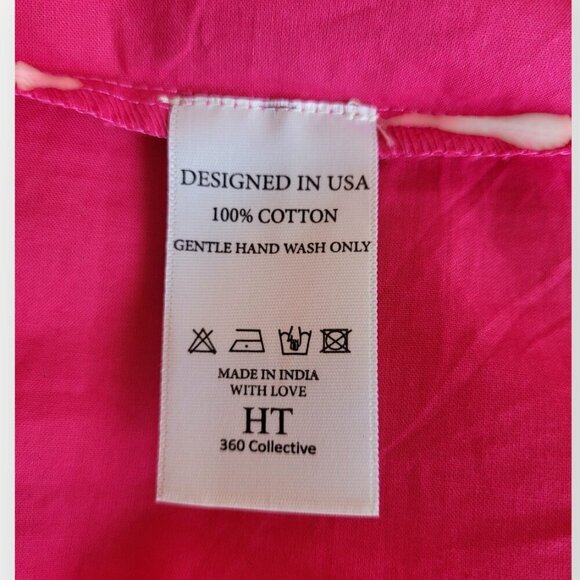 DESIGNED IN USA
100% COTTON
GENTLE HAND WASH ONLY
MADE IN INDIA
WITH LOVE
HT
360 Collective